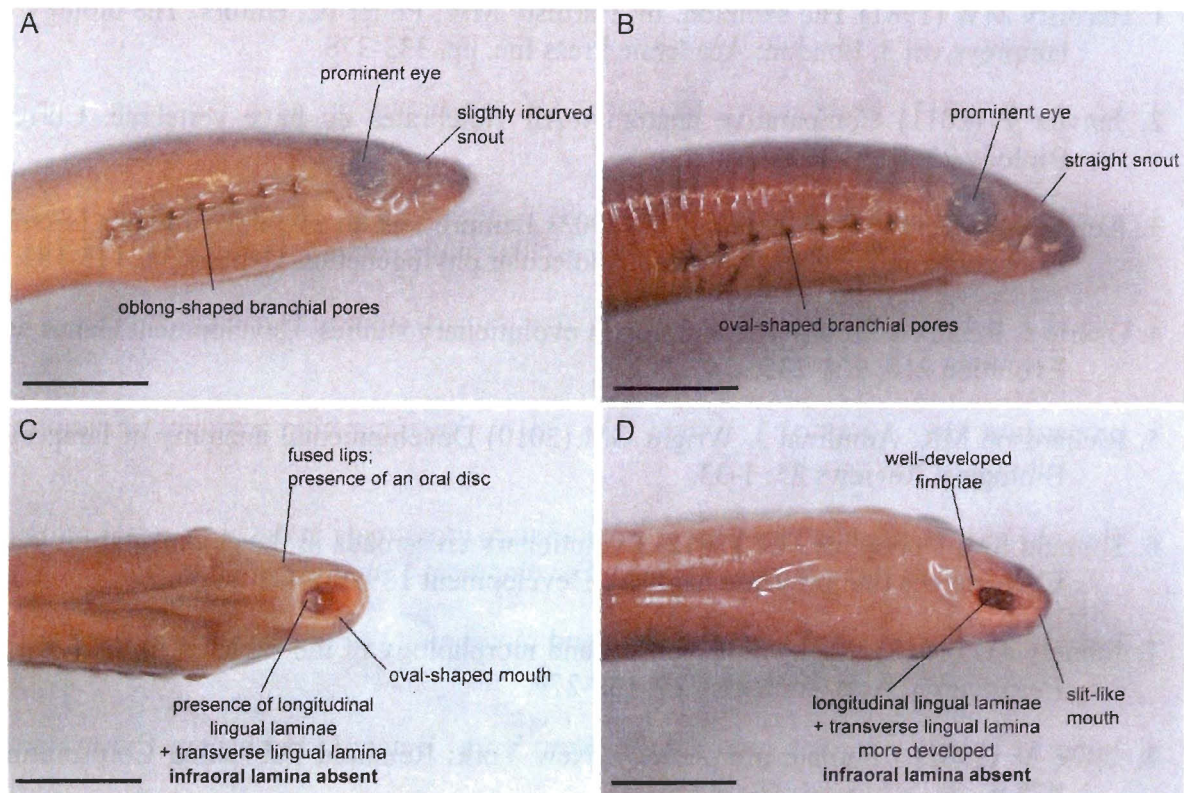 A
prominent eye
sligthly incurved
snout
oblong-shaped branchial pores
B
prominent eye
straight snout
oval-shaped branchial pores
C
fused lips;
presence of an oral disc
oval-shaped mouth
presence of longitudinal
lingual laminae
+ transverse lingual lamina
infraoral lamina absent
D
well-developed
fimbriae
slit-like
mouth
longitudinal lingual laminae
+ transverse lingual lamina
more developed
infraoral lamina absent